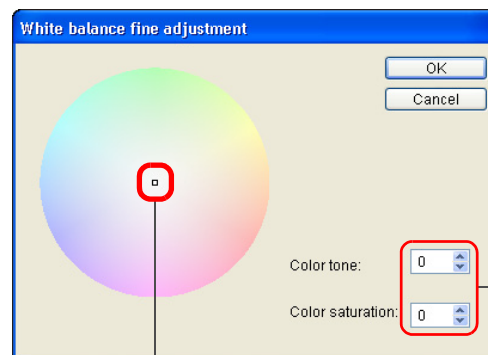 White balance fine adjustment
OK
Cancel
Color tone: 0
Color saturation: 0